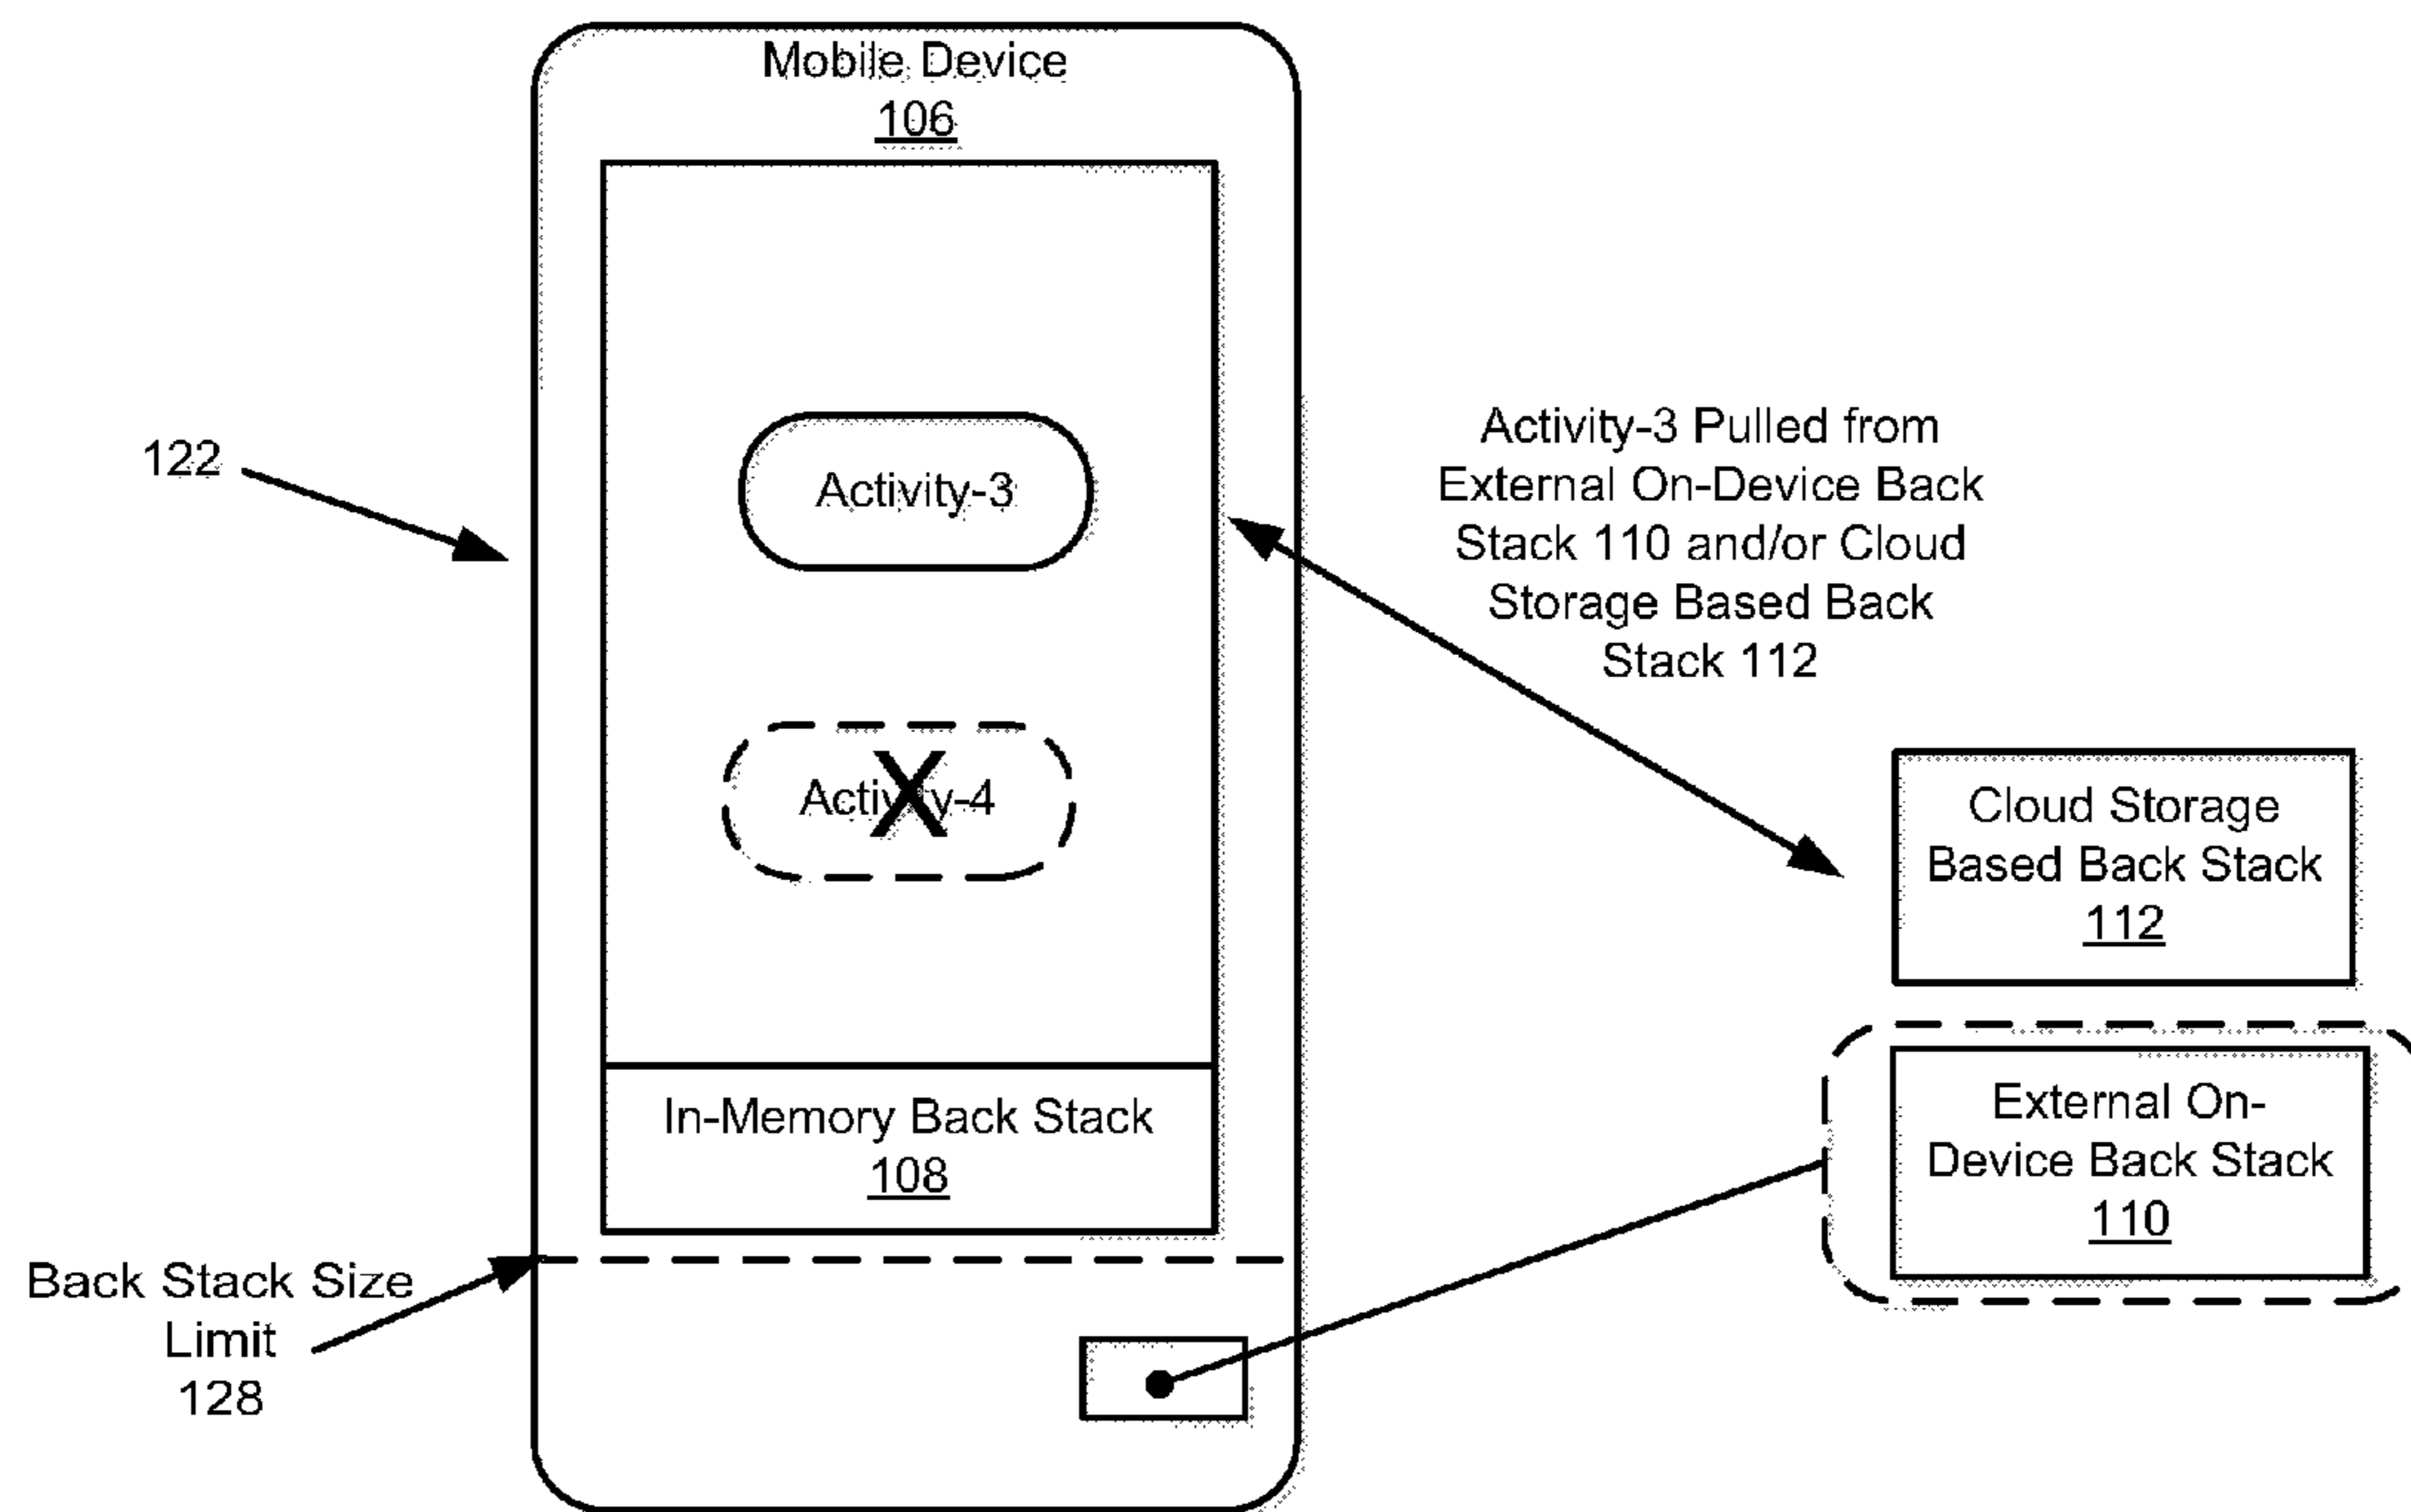 Mobile Device
106
122
Activity-3
Activity-3 Pulled from
External On-Device Back
Stack 110 and/or Cloud
Storage Based Back
Stack 112
Activity-4
X
Cloud Storage
Based Back Stack
112
In-Memory Back Stack
108
External On-
Device Back Stack
110
Back Stack Size
Limit
128